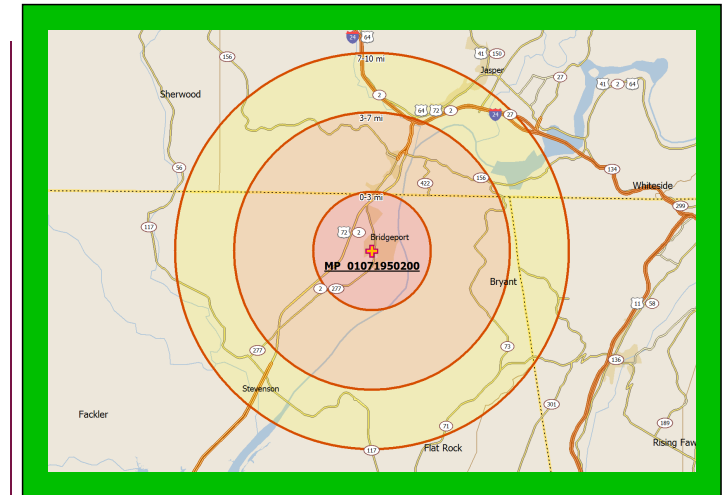 24 64
7-10 mi
156
41 150
Jasper
27
41 2 64
Sherwood
2
64 72 2
24 27
3-7 mi
134
56
156
422
Whiteside
0-3 mi
299
117
72 2
Bridgeport
MP_01071950200
Bryant
2 277
11 58
73
277
136
Stevenson
301
Fackler
189
71
Flat Rock
Rising Faw
117